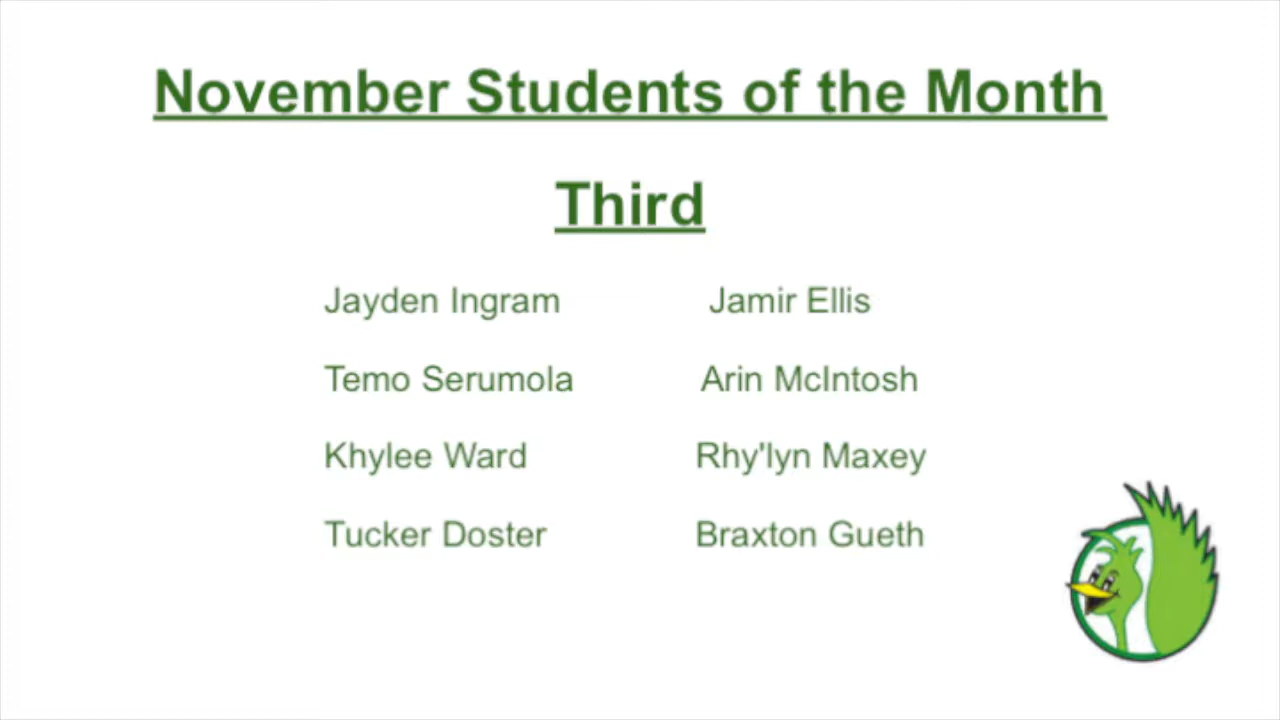 November Students of the Month
Third
Jayden Ingram Jamir Ellis
Temo Serumola Arin McIntosh
Khylee Ward Rhy'lyn Maxey
Tucker Doster Braxton Gueth